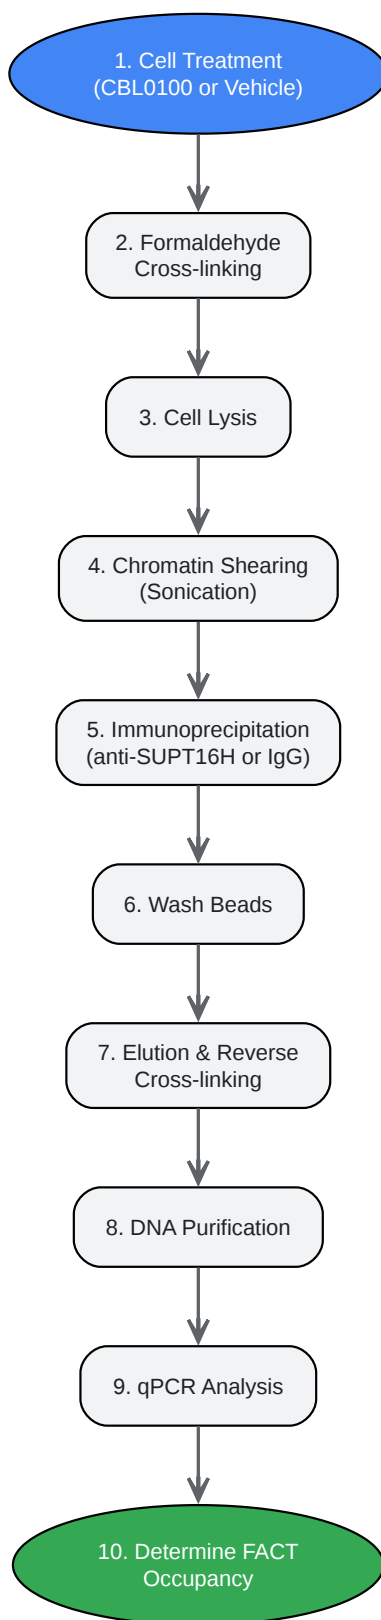 1. Cell Treatment
(CBL0100 or Vehicle)
2. Formaldehyde
Cross-linking
3. Cell Lysis
4. Chromatin Shearing
(Sonication)
5. Immunoprecipitation
(anti-SUPT16H or IgG)
6. Wash Beads
7. Elution & Reverse
Cross-linking
8. DNA Purification
9. qPCR Analysis
10. Determine FACT
Occupancy